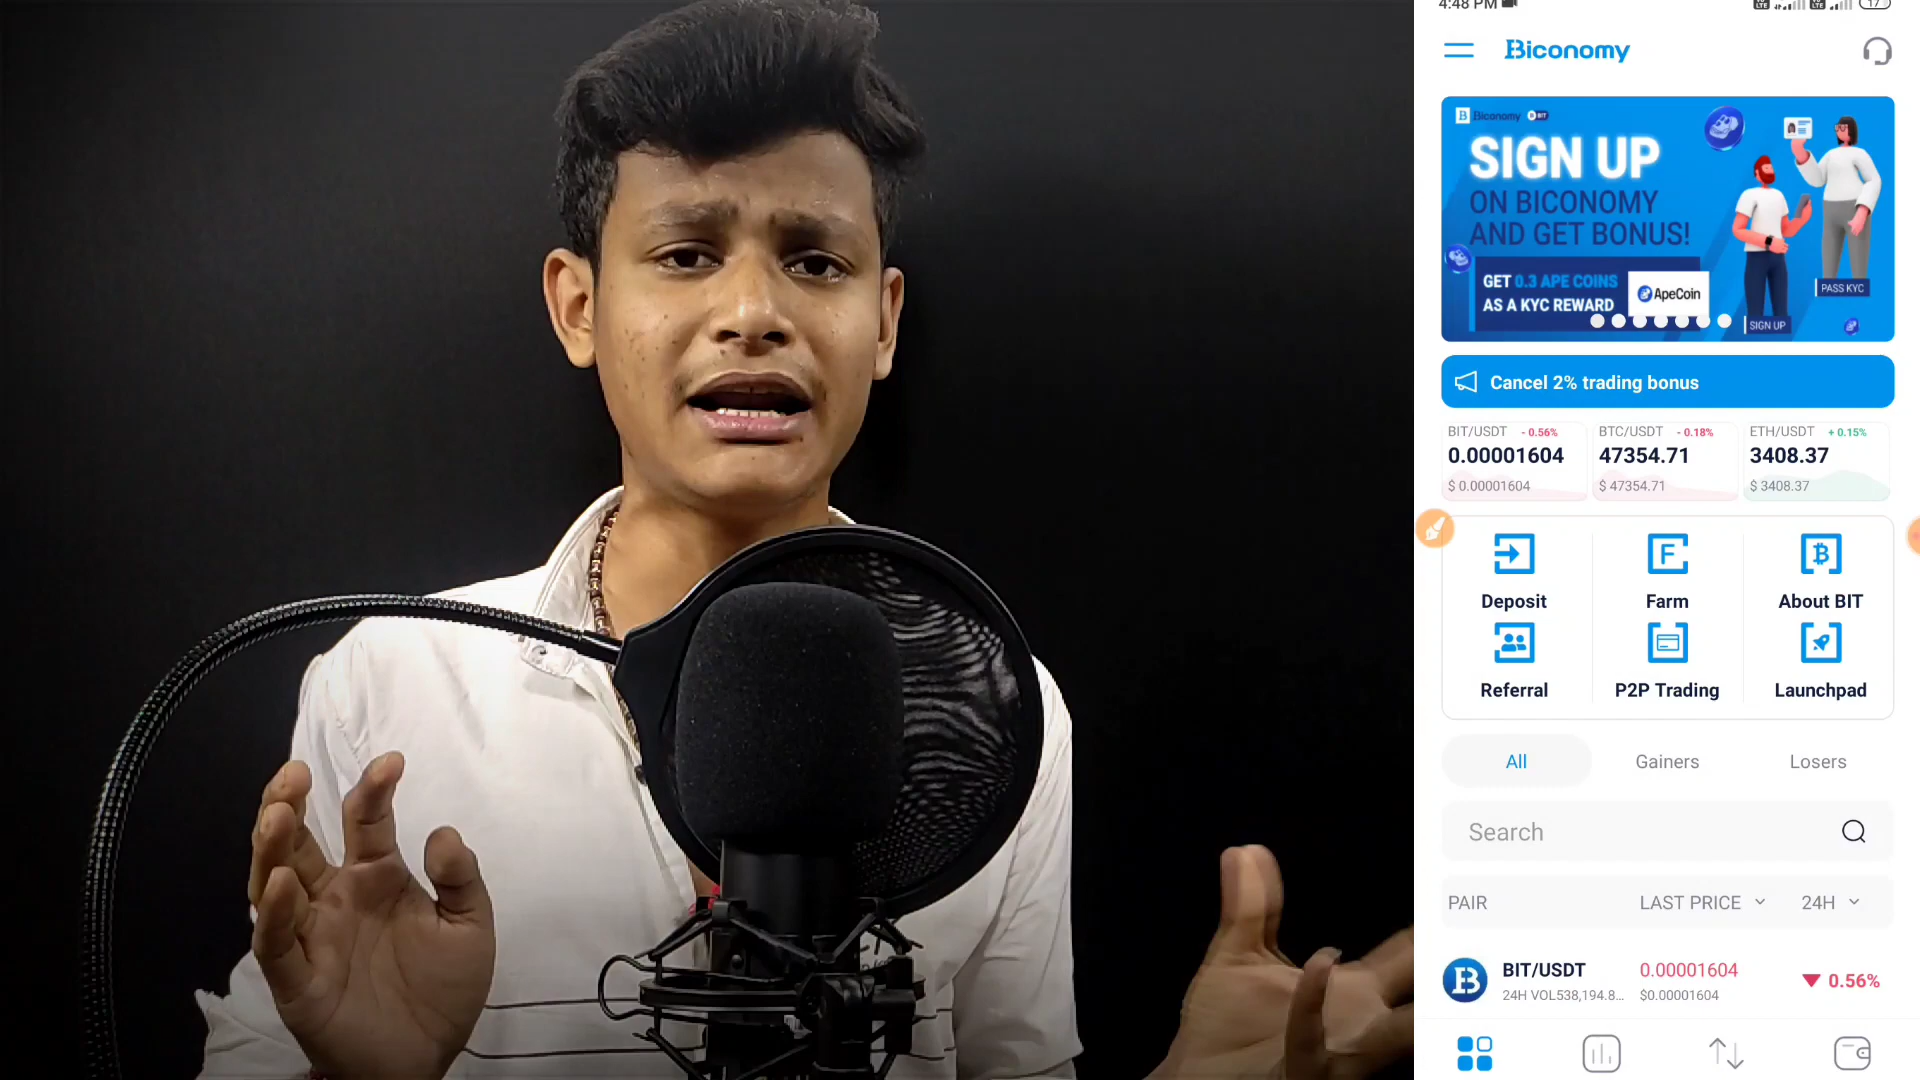 4:48 PM
17
Biconomy
Biconomy BIT
SIGN UP
ON BICONOMY
AND GET BONUS!
GET 0.3 APE COINS
AS A KYC REWARD
ApeCoin
PASS KYC
SIGN UP
Cancel 2% trading bonus
BIT/USDT - 0.56%
0.00001604
$ 0.00001604
BTC/USDT - 0.18%
47354.71
$ 47354.71
ETH/USDT + 0.15%
3408.37
$ 3408.37
Deposit
Farm
About BIT
Referral
P2P Trading
Launchpad
All
Gainers
Losers
Search
PAIR
LAST PRICE
24H
BIT/USDT
0.00001604
0.56%
24H VOL538,194.8...
$0.00001604